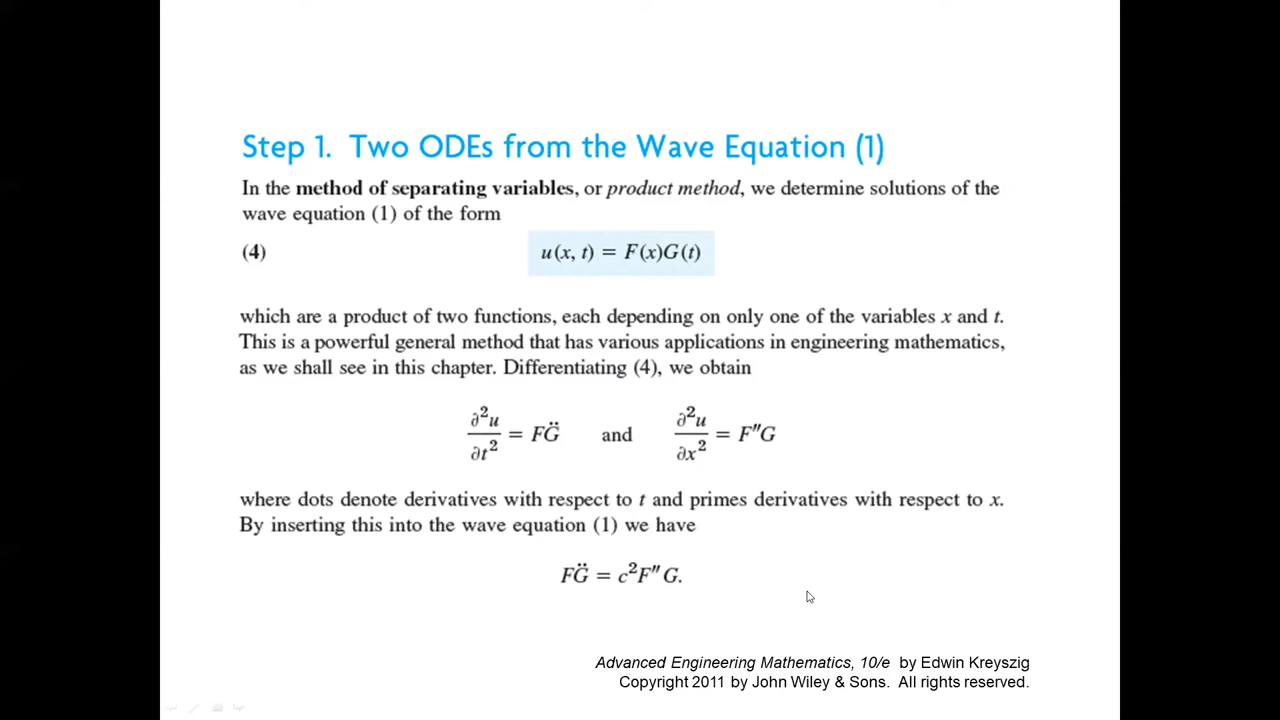 Step 1. Two ODEs from the Wave Equation (1)
In the method of separating variables, or product method, we determine solutions of the
wave equation (1) of the form
(4) u(x, t) = F(x)G(t)
which are a product of two functions, each depending on only one of the variables x and t.
This is a powerful general method that has various applications in engineering mathematics,
as we shall see in this chapter. Differentiating (4), we obtain
∂²u/∂t² = FG̈ and ∂²u/∂x² = F″G
where dots denote derivatives with respect to t and primes derivatives with respect to x.
By inserting this into the wave equation (1) we have
FG̈ = c²F″G.
Advanced Engineering Mathematics, 10/e by Edwin Kreyszig
Copyright 2011 by John Wiley & Sons. All rights reserved.